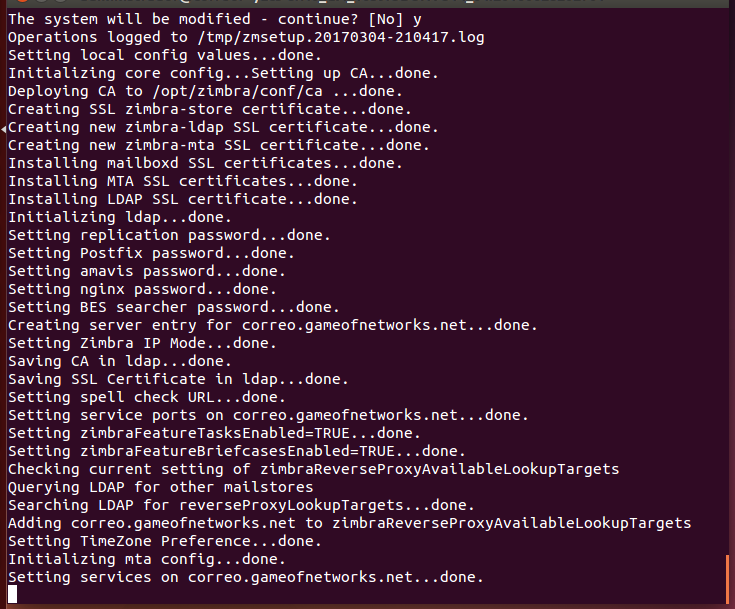 The system will be modified - continue? [No] y
Operations logged to /tmp/zmsetup.20170304-210417.log
Setting local config values...done.
Initializing core config...Setting up CA...done.
Deploying CA to /opt/zimbra/conf/ca ...done.
Creating SSL zimbra-store certificate...done.
Creating new zimbra-ldap SSL certificate...done.
Creating new zimbra-mta SSL certificate...done.
Installing mailboxd SSL certificates...done.
Installing MTA SSL certificates...done.
Installing LDAP SSL certificate...done.
Initializing ldap...done.
Setting replication password...done.
Setting Postfix password...done.
Setting amavis password...done.
Setting nginx password...done.
Setting BES searcher password...done.
Creating server entry for correo.gameofnetworks.net...done.
Setting Zimbra IP Mode...done.
Saving CA in ldap...done.
Saving SSL Certificate in ldap...done.
Setting spell check URL...done.
Setting service ports on correo.gameofnetworks.net...done.
Setting zimbraFeatureTasksEnabled=TRUE...done.
Setting zimbraFeatureBriefcasesEnabled=TRUE...done.
Checking current setting of zimbraReverseProxyAvailableLookupTargets
Querying LDAP for other mailstores
Searching LDAP for reverseProxyLookupTargets...done.
Adding correo.gameofnetworks.net to zimbraReverseProxyAvailableLookupTargets
Setting TimeZone Preference...done.
Initializing mta config...done.
Setting services on correo.gameofnetworks.net...done.